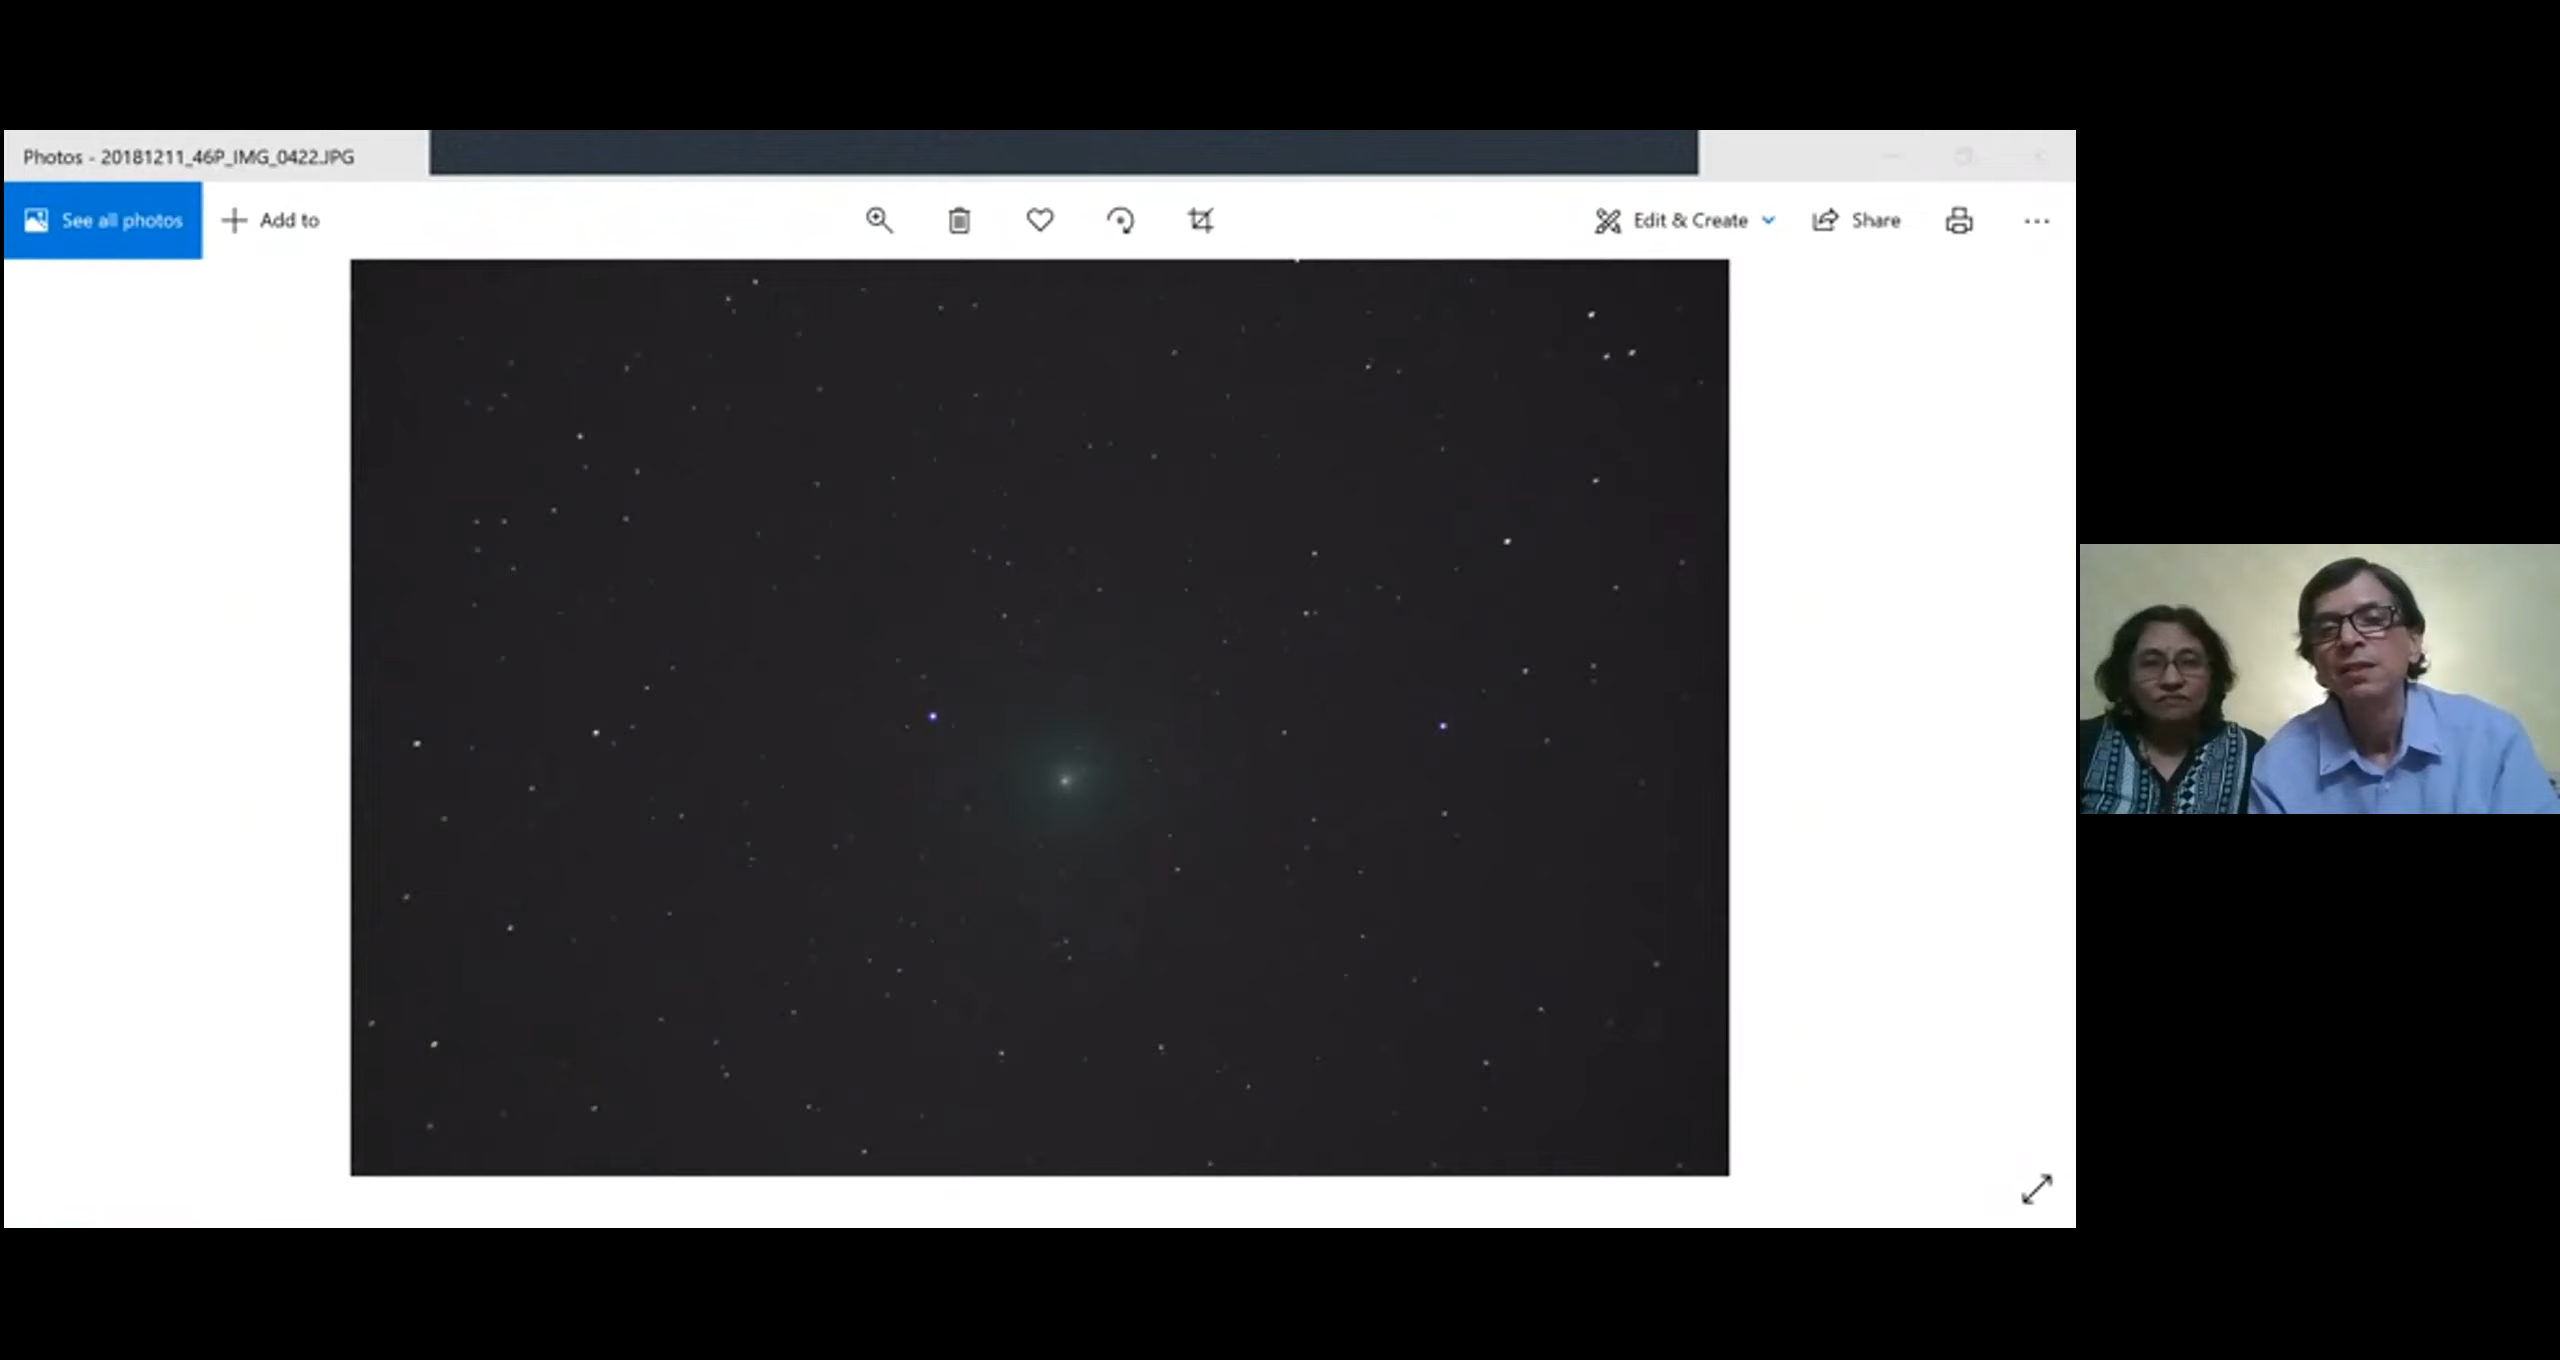 Photos - 20181211_46P_IMG_0422.JPG
See all photos
Add to
Edit & Create
Share